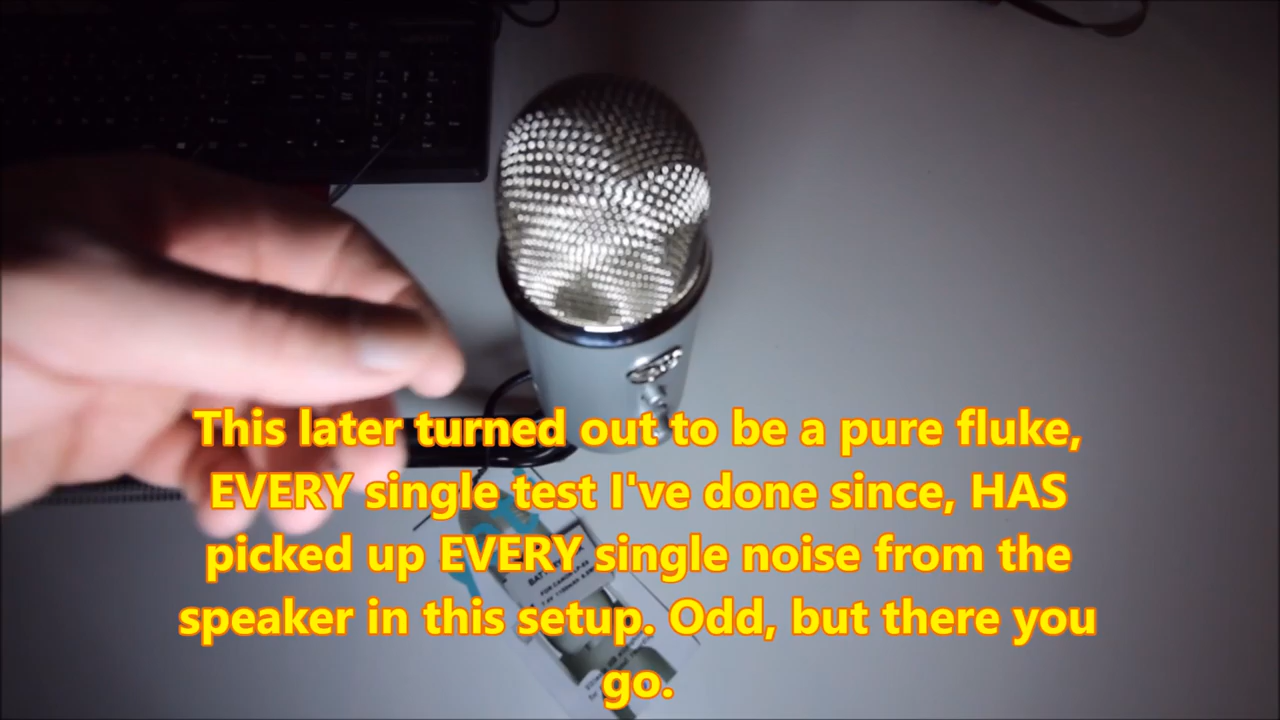 This later turned out to be a pure fluke,
EVERY single test I've done since, HAS
picked up EVERY single noise from the
speaker in this setup. Odd, but there you
go.